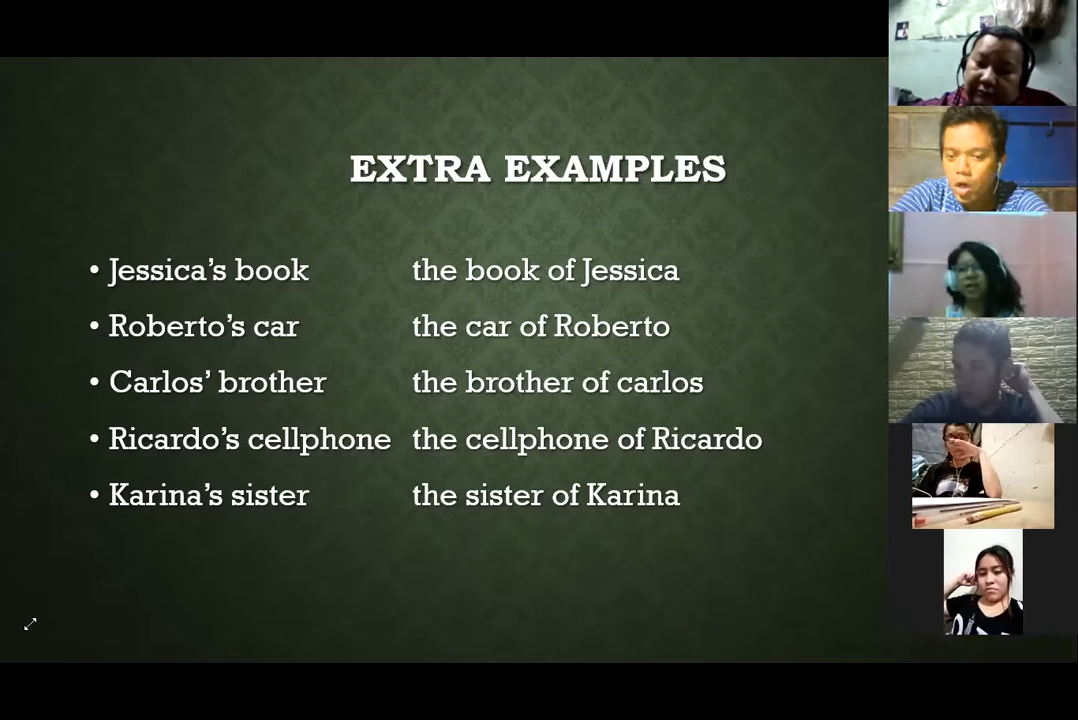 EXTRA EXAMPLES
• Jessica’s book the book of Jessica
• Roberto’s car the car of Roberto
• Carlos’ brother the brother of carlos
• Ricardo’s cellphone the cellphone of Ricardo
• Karina’s sister the sister of Karina